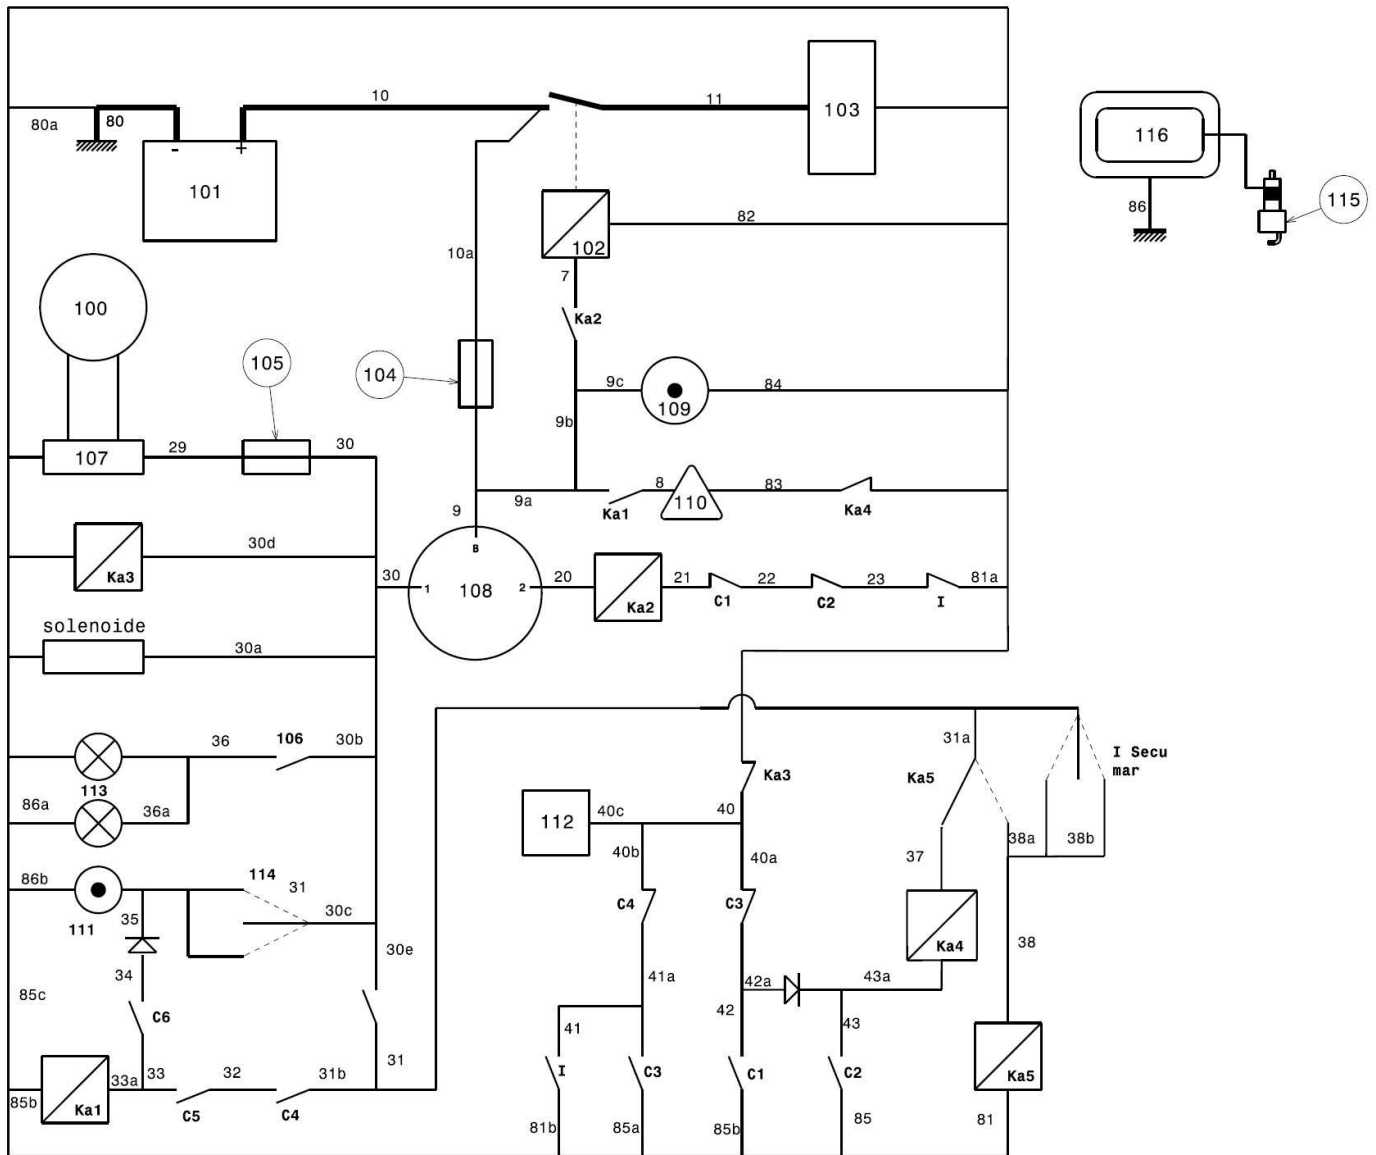 10
11
103
80a
80
- +
101
116
86
115
82
102
10a
7
Ka2
100
105
104
9c
109
84
9b
107
29
30
9a
9
Ka1
8
110
83
Ka4
Ka3
30d
B
30
1
108
2
20
Ka2
21
C1
22
C2
23
I
81a
solenoide
30a
36
106
30b
113
86a
36a
31a
Ka5
I Secu
mar
Ka3
112
40c
40
40b
40a
38a
38b
37
86b
111
35
114
31
30c
C4
C3
Ka4
34
30e
41a
42a
43a
38
85c
C6
41
42
43
33a
33
32
31b
31
I
C3
C1
C2
Ka5
85b
Ka1
C5
C4
81b
85a
85b
85
81